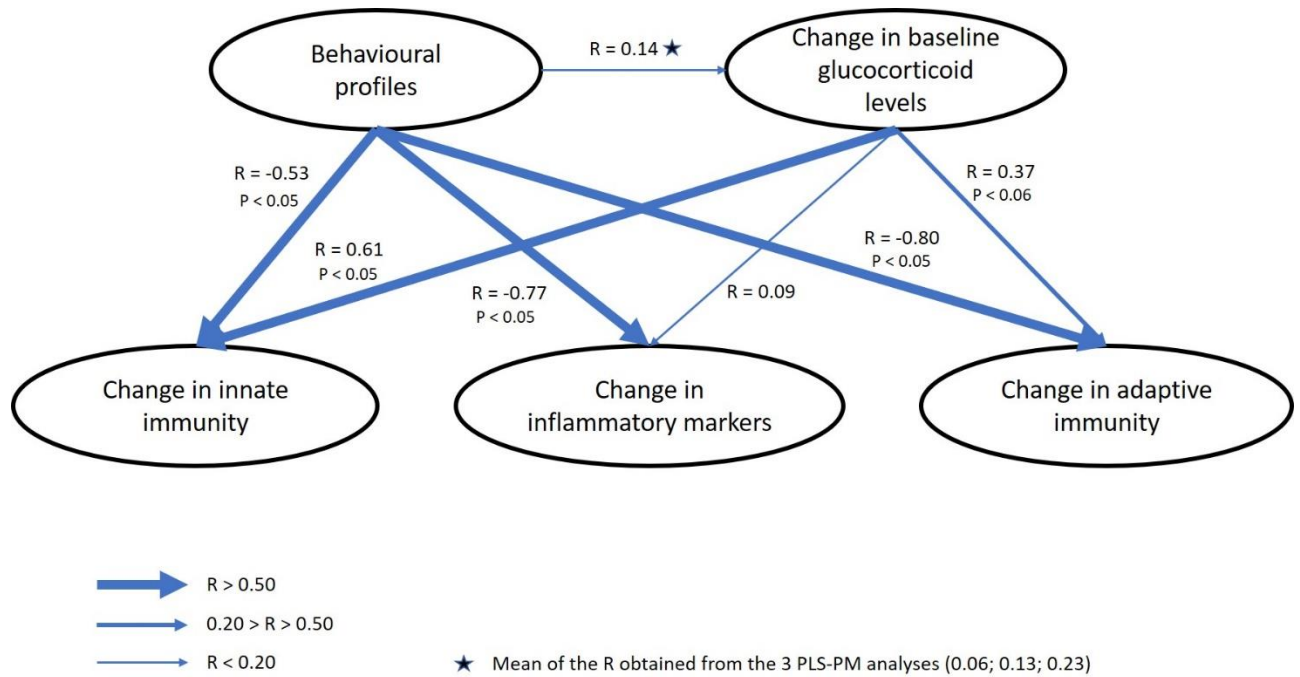 Behavioural
profiles
R = 0.14 ★
Change in baseline
glucocorticoid
levels
R = -0.53
P < 0.05
R = 0.61
P < 0.05
R = -0.77
P < 0.05
R = 0.09
R = -0.80
P < 0.05
R = 0.37
P < 0.06
Change in innate
immunity
Change in
inflammatory markers
Change in adaptive
immunity
R > 0.50
0.20 > R > 0.50
R < 0.20
★ Mean of the R obtained from the 3 PLS-PM analyses (0.06; 0.13; 0.23)